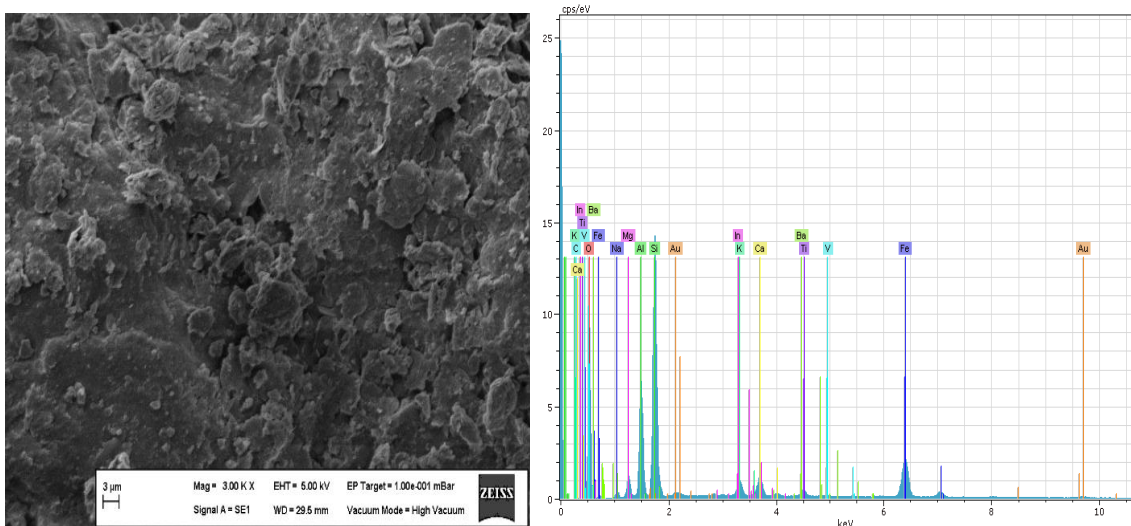 3 µm
Mag = 3.00 K X EHT = 5.00 kV EP Target = 1.00e-001 mBar
Signal A = SE1 WD = 29.5 mm Vacuum Mode = High Vacuum
ZEISS
cps/eV
25
20
15
10
5
0
In Ba
Ti
K V Fe Mg In Ba
C O Na Al Si Au K Ca Ti V Fe Au
Ca
0 2 4 6 8 10
keV